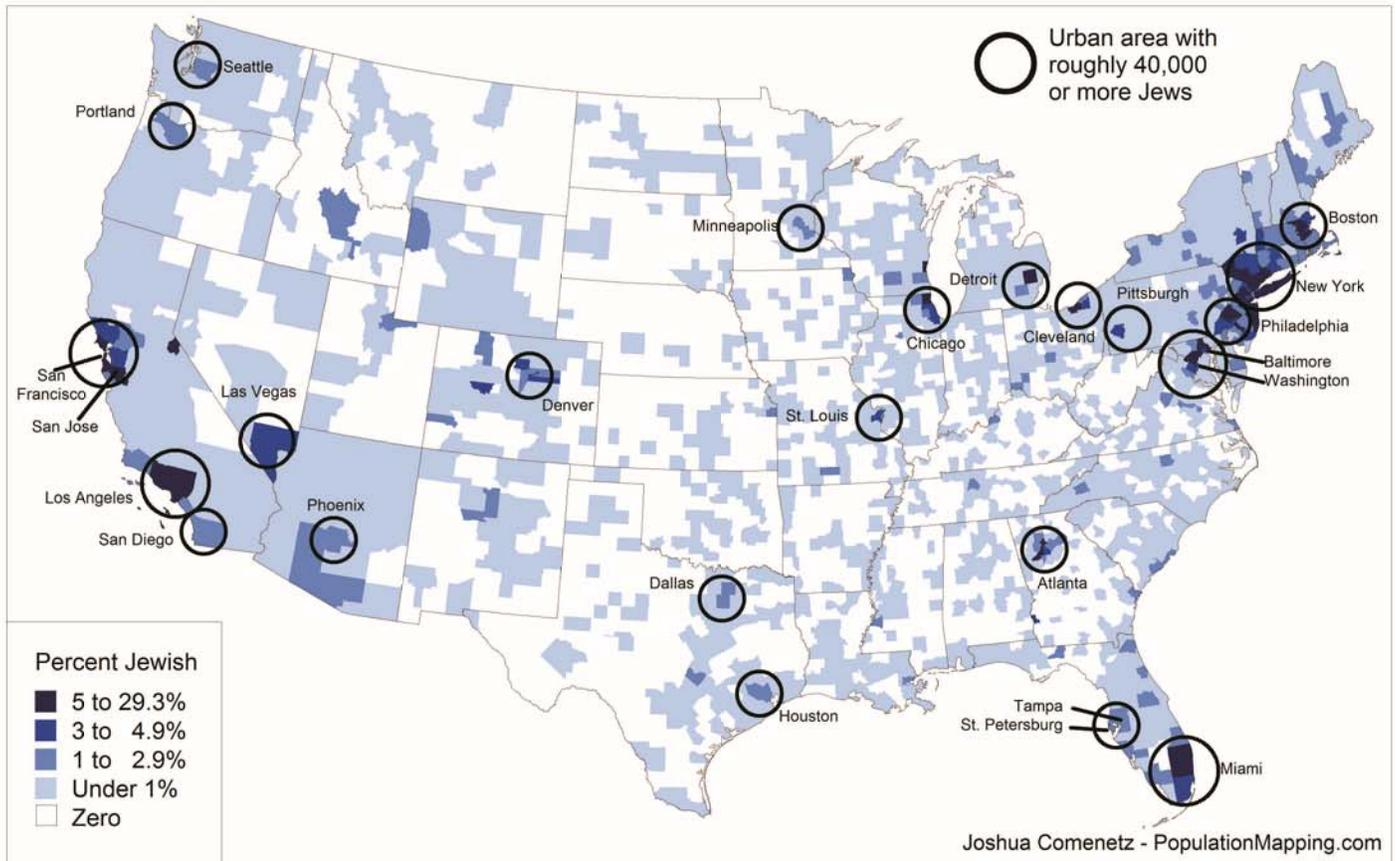 Urban area with
roughly 40,000
or more Jews
Seattle
Portland
Minneapolis
Boston
Detroit
New York
Pittsburgh
Philadelphia
Cleveland
Chicago
Baltimore
Washington
San
Francisco
San Jose
Las Vegas
Denver
St. Louis
Los Angeles
San Diego
Phoenix
Dallas
Atlanta
Houston
Tampa
St. Petersburg
Miami
Percent Jewish
5 to 29.3%
3 to 4.9%
1 to 2.9%
Under 1%
Zero
Joshua Comenetz - PopulationMapping.com